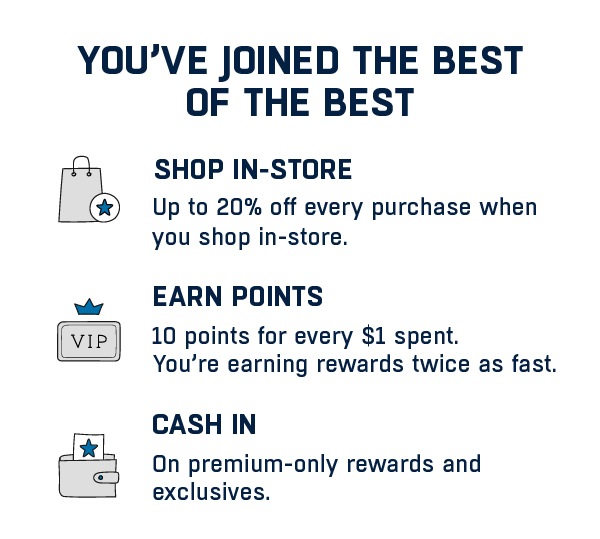 YOU'VE JOINED THE BEST
OF THE BEST
SHOP IN-STORE
Up to 20% off every purchase when
you shop in-store.
EARN POINTS
VIP
10 points for every $1 spent.
You're earning rewards twice as fast.
CASH IN
On premium-only rewards and
exclusives.